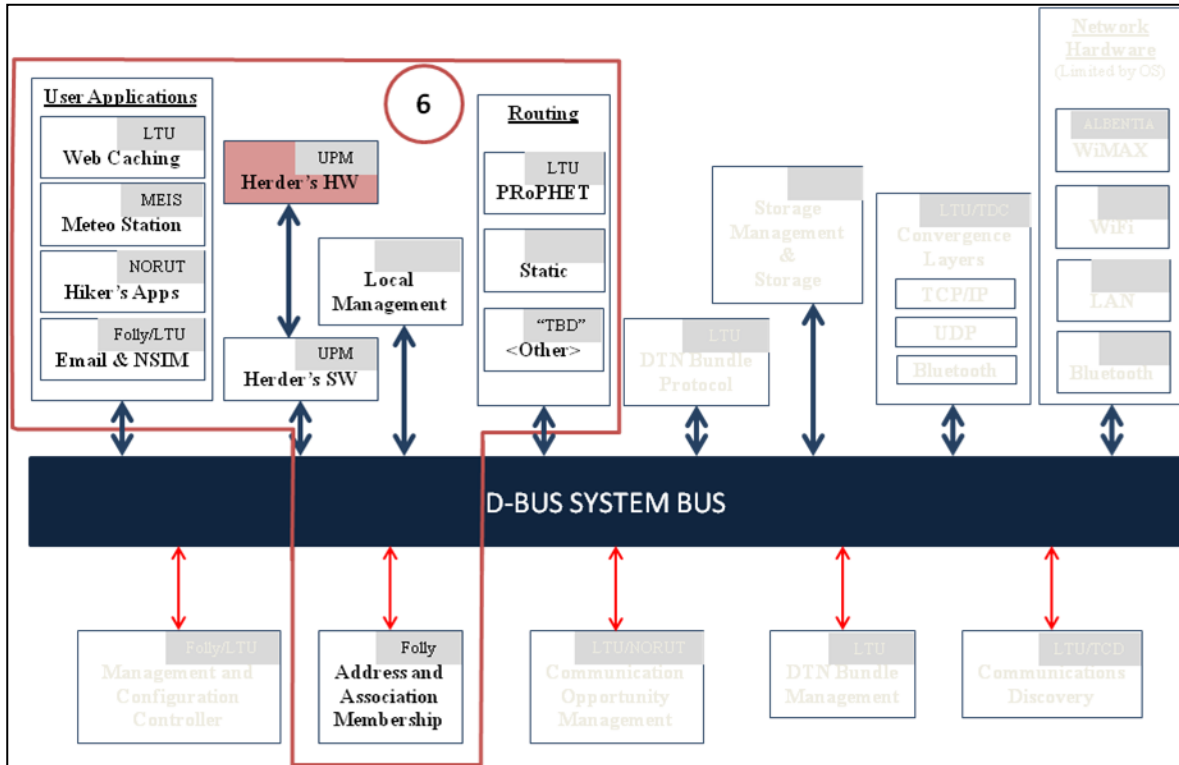 User Applications
LTU
Web Caching
MEIS
Meteo Station
NORUT
Hiker's Apps
Folly/LTU
Email & NSIM
UPM
Herder's HW
UPM
Herder's SW
Local
Management
6
Routing
LTU
PRoPHET
Static
"TBD"
<Other>
LTU
DTN Bundle
Protocol
Storage
Management
&
Storage
LTU/TDC
Convergence
Layers
TCP/IP
UDP
Bluetooth
Network
Hardware
(Limited by OS)
ALBENTIA
WiMAX
WiFi
LAN
Bluetooth
D-BUS SYSTEM BUS
Folly/LTU
Management and
Configuration
Controller
Folly
Address and
Association
Membership
LTU/NORUT
Communication
Opportunity
Management
LTU
DTN Bundle
Management
LTU/TCD
Communications
Discovery